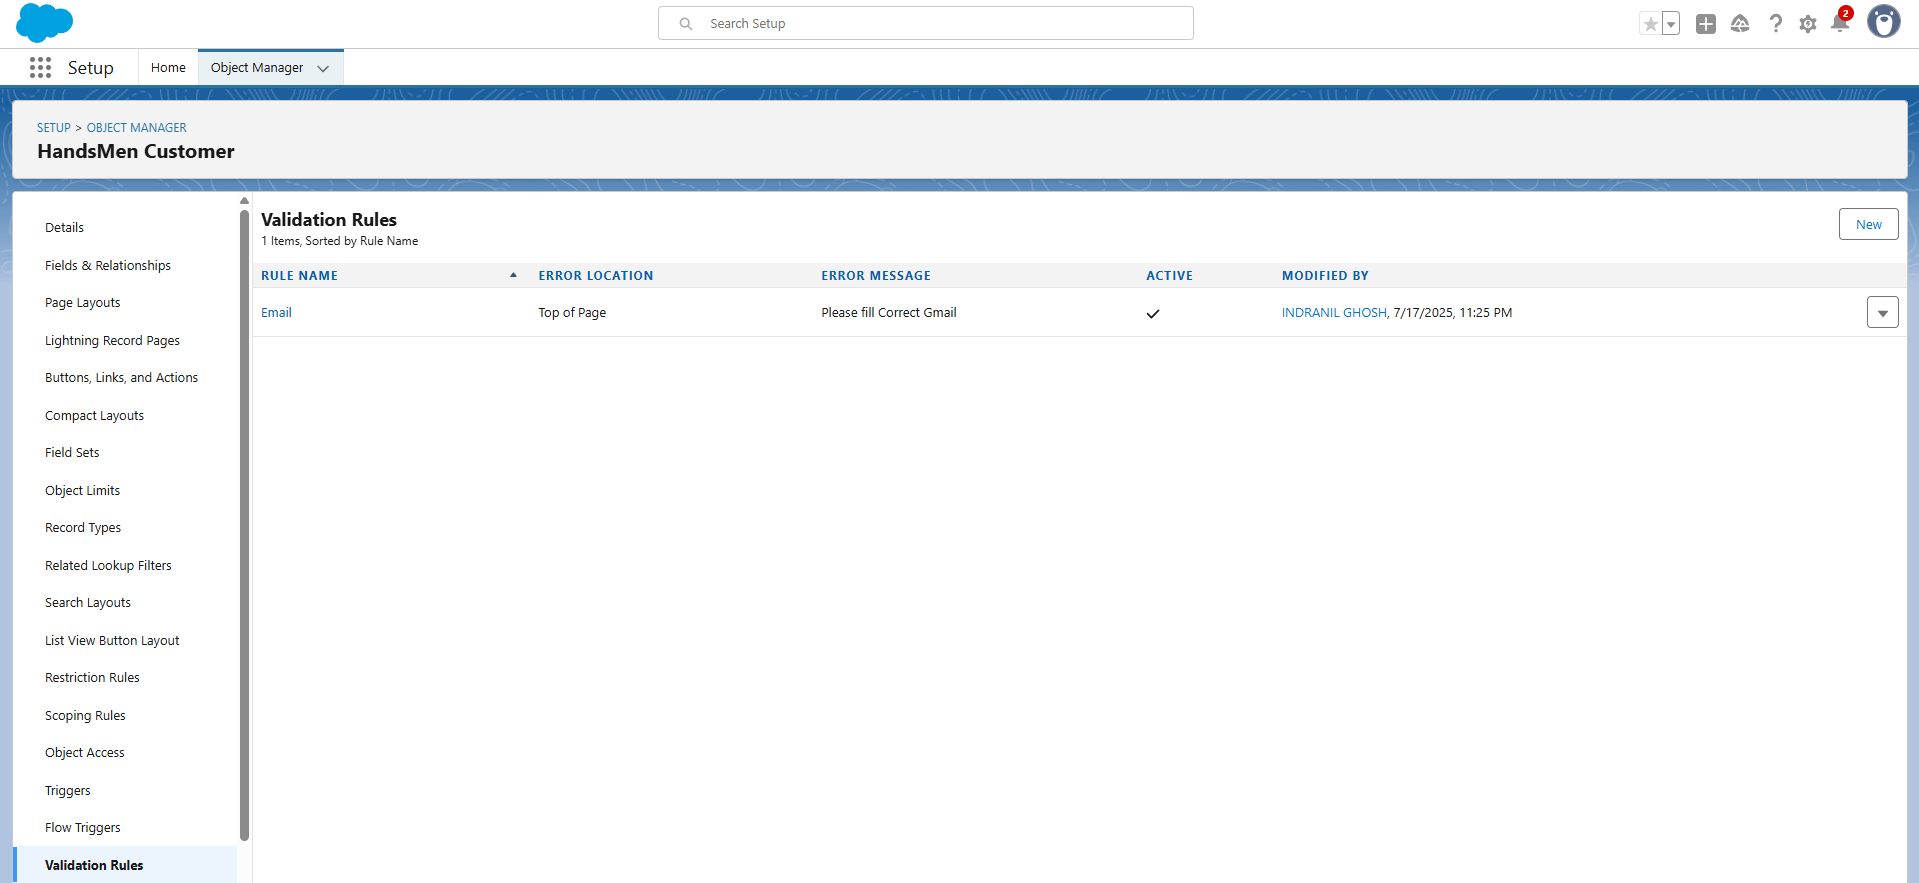 Search Setup
2
Setup
Home
Object Manager
SETUP > OBJECT MANAGER
HandsMen Customer
Details
Fields & Relationships
Page Layouts
Lightning Record Pages
Buttons, Links, and Actions
Compact Layouts
Field Sets
Object Limits
Record Types
Related Lookup Filters
Search Layouts
List View Button Layout
Restriction Rules
Scoping Rules
Object Access
Triggers
Flow Triggers
Validation Rules
Validation Rules
1 Items, Sorted by Rule Name
New
RULE NAME ERROR LOCATION ERROR MESSAGE ACTIVE MODIFIED BY
Email Top of Page Please fill Correct Gmail INDRANIL GHOSH, 7/17/2025, 11:25 PM